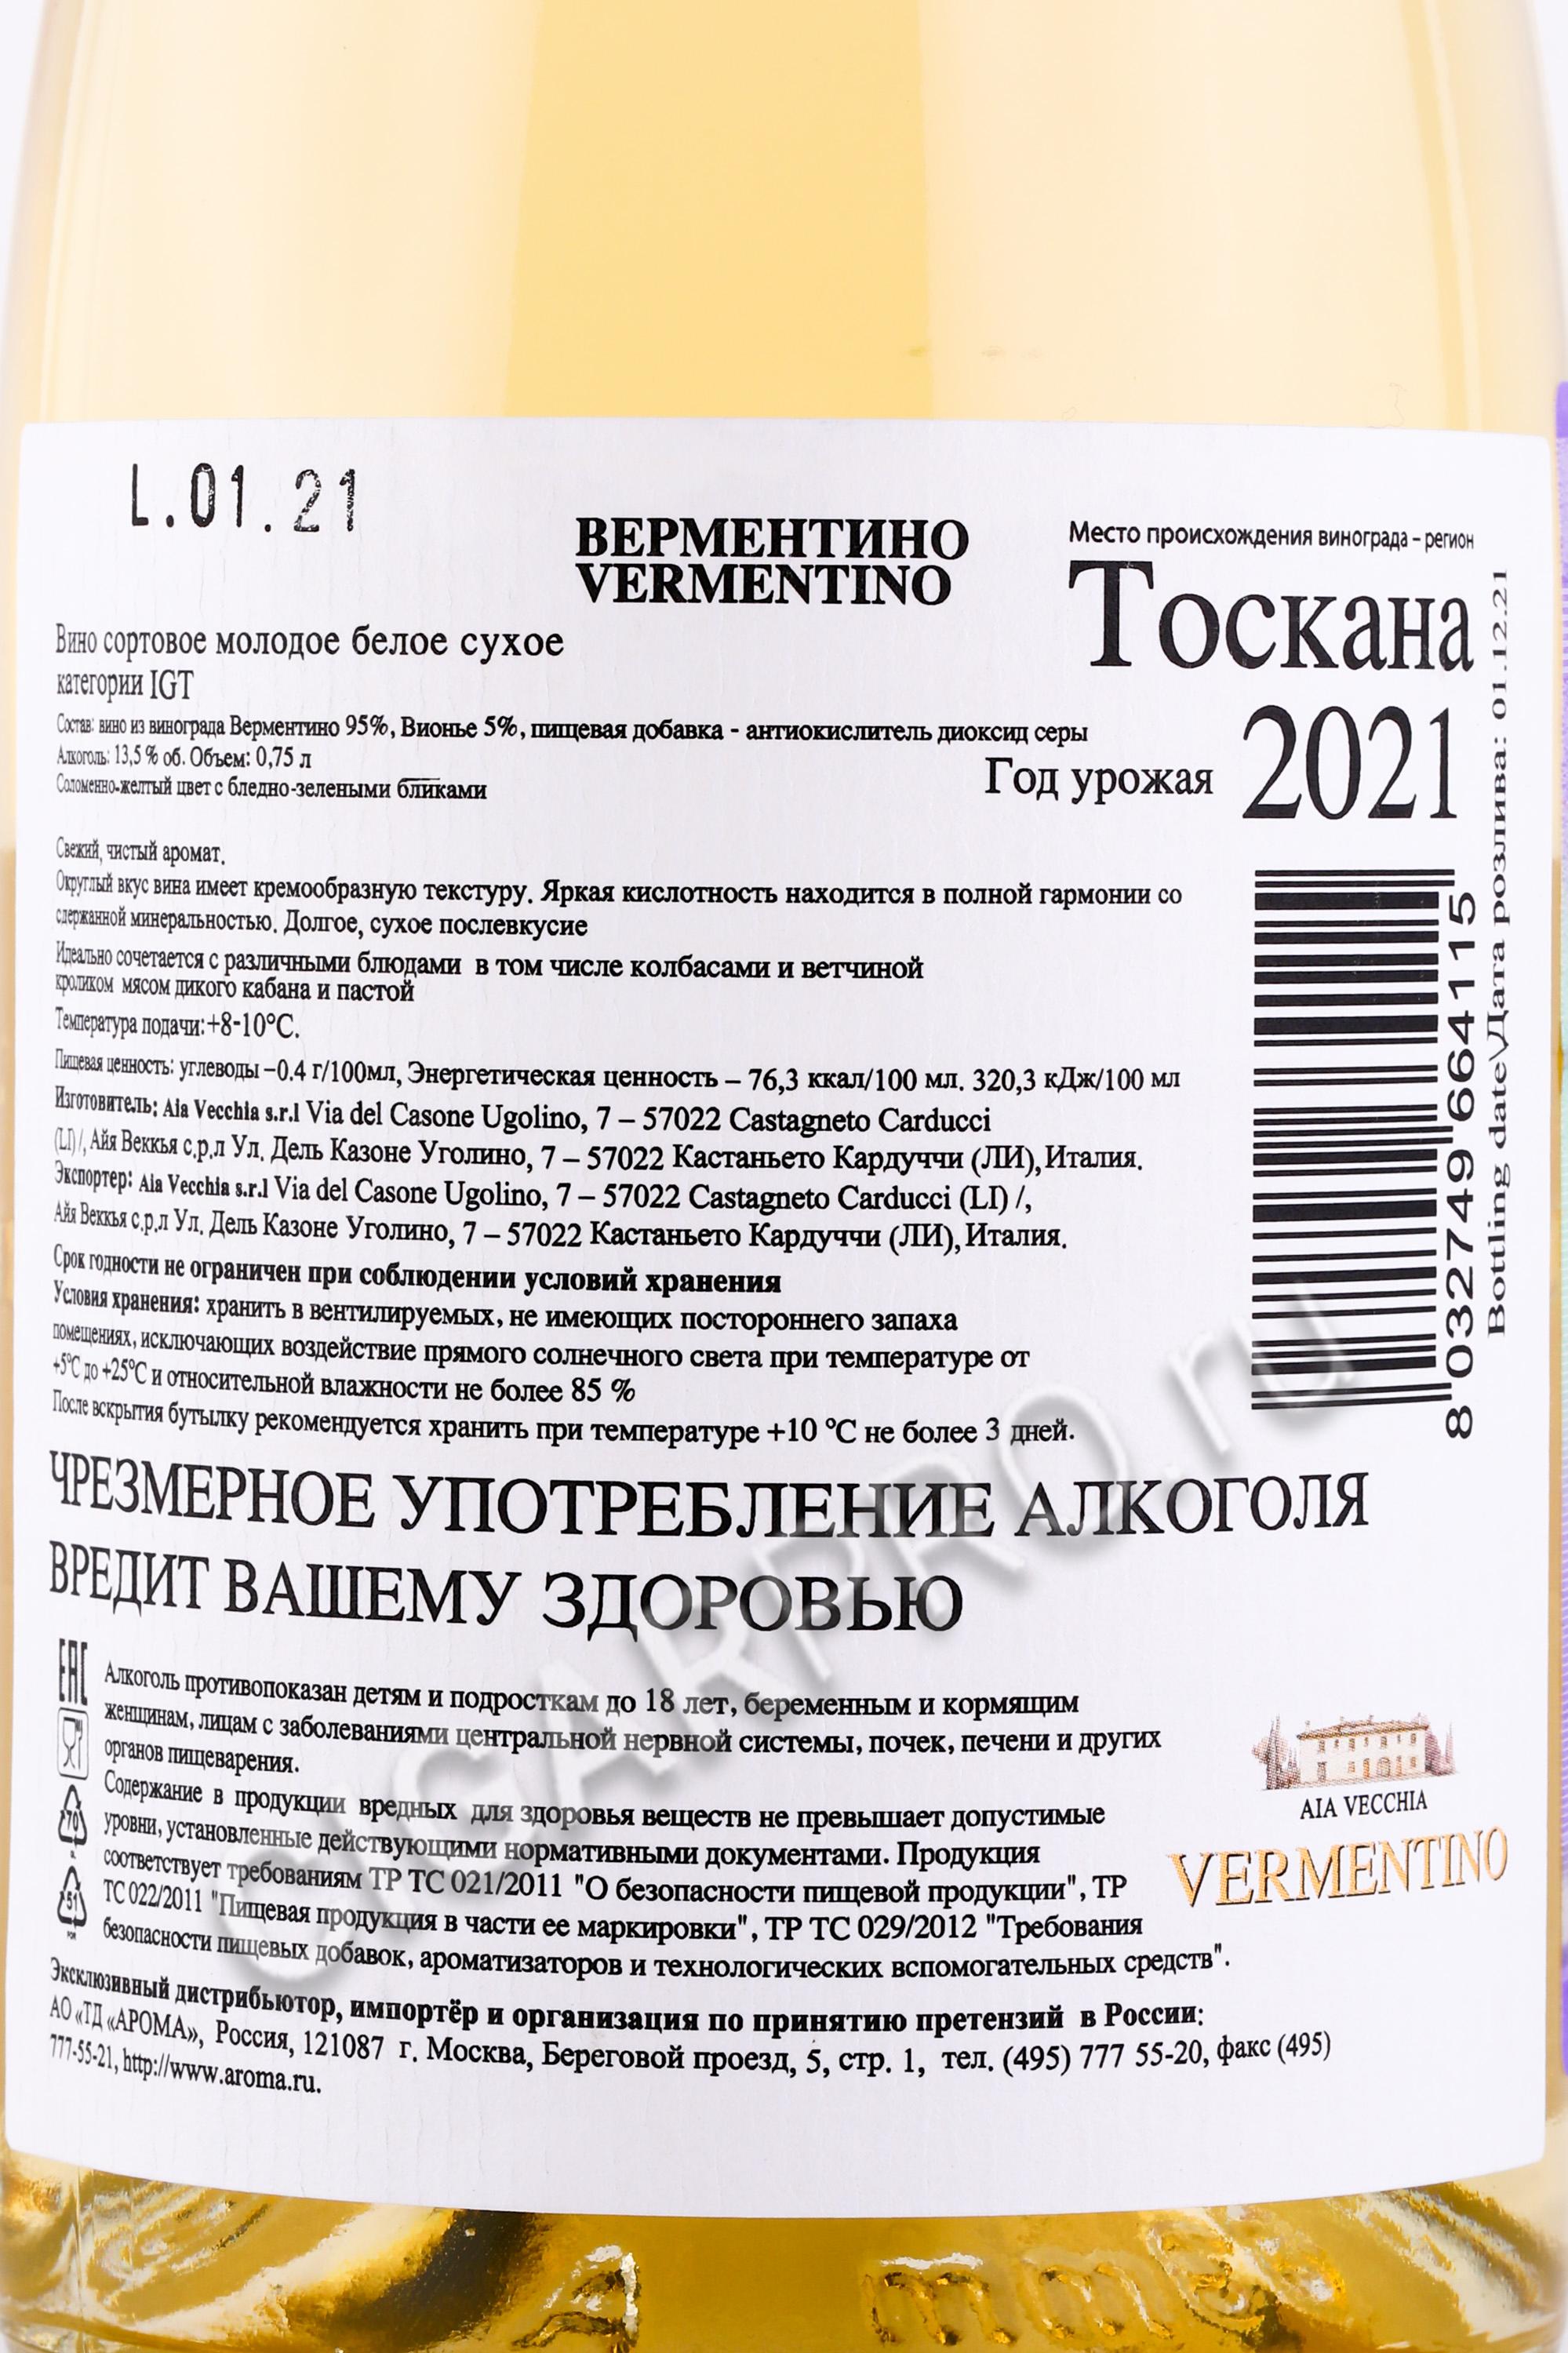 L.01.21
ВЕРМЕНТИНО
VERMENTINO
Место происхождения винограда – регион
Тоскана
Вино сортовое молодое белое сухое
категории IGT
Состав: вино из винограда Верментино 95%, Вионье 5%, пищевая добавка - антиокислитель диоксид серы
Алкоголь: 13,5 % об. Объем: 0,75 л
Соломенно-желтый цвет с бледно-зелеными бликами
Год урожая 2021
Свежий, чистый аромат.
Округлый вкус вина имеет кремообразную текстуру. Яркая кислотность находится в полной гармонии со
сдержанной минеральностью. Долгое, сухое послевкусие
Идеально сочетается с различными блюдами в том числе колбасами и ветчиной
кроликом мясом дикого кабана и пастой
Температура подачи:+8-10°С.
Пищевая ценность: углеводы –0.4 г/100мл, Энергетическая ценность – 76,3 ккал/100 мл. 320,3 кДж/100 мл
Изготовитель: Aia Vecchia s.r.l Via del Casone Ugolino, 7 – 57022 Castagneto Carducci
(LI) /, Айя Веккья с.р.л Ул. Дель Казоне Уголино, 7 – 57022 Кастаньето Кардуччи (ЛИ), Италия.
Экспортер: Aia Vecchia s.r.l Via del Casone Ugolino, 7 – 57022 Castagneto Carducci (LI) /,
Айя Веккья с.р.л Ул. Дель Казоне Уголино, 7 – 57022 Кастаньето Кардуччи (ЛИ), Италия.
Срок годности не ограничен при соблюдении условий хранения
Условия хранения: хранить в вентилируемых, не имеющих постороннего запаха
помещениях, исключающих воздействие прямого солнечного света при температуре от
+5°С до +25°С и относительной влажности не более 85 %
После вскрытия бутылку рекомендуется хранить при температуре +10 °С не более 3 дней.
8 032749 664115
Bottling date\Дата розлива: 01.12.21
ЧРЕЗМЕРНОЕ УПОТРЕБЛЕНИЕ АЛКОГОЛЯ
ВРЕДИТ ВАШЕМУ ЗДОРОВЬЮ
EAC
70
51
Алкоголь противопоказан детям и подросткам до 18 лет, беременным и кормящим
женщинам, лицам с заболеваниями центральной нервной системы, почек, печени и других
органов пищеварения.
Содержание в продукции вредных для здоровья веществ не превышает допустимые
уровни, установленные действующими нормативными документами. Продукция
соответствует требованиям ТР ТС 021/2011 "О безопасности пищевой продукции", ТР
ТС 022/2011 "Пищевая продукция в части ее маркировки", ТР ТС 029/2012 "Требования
безопасности пищевых добавок, ароматизаторов и технологических вспомогательных средств".
AIA VECCHIA
VERMENTINO
Эксклюзивный дистрибьютор, импортёр и организация по принятию претензий в России:
АО «ТД «АРОМА», Россия, 121087 г. Москва, Береговой проезд, 5, стр. 1, тел. (495) 777 55-20, факс (495)
777-55-21, http://www.aroma.ru.
CIGARPRO.ru